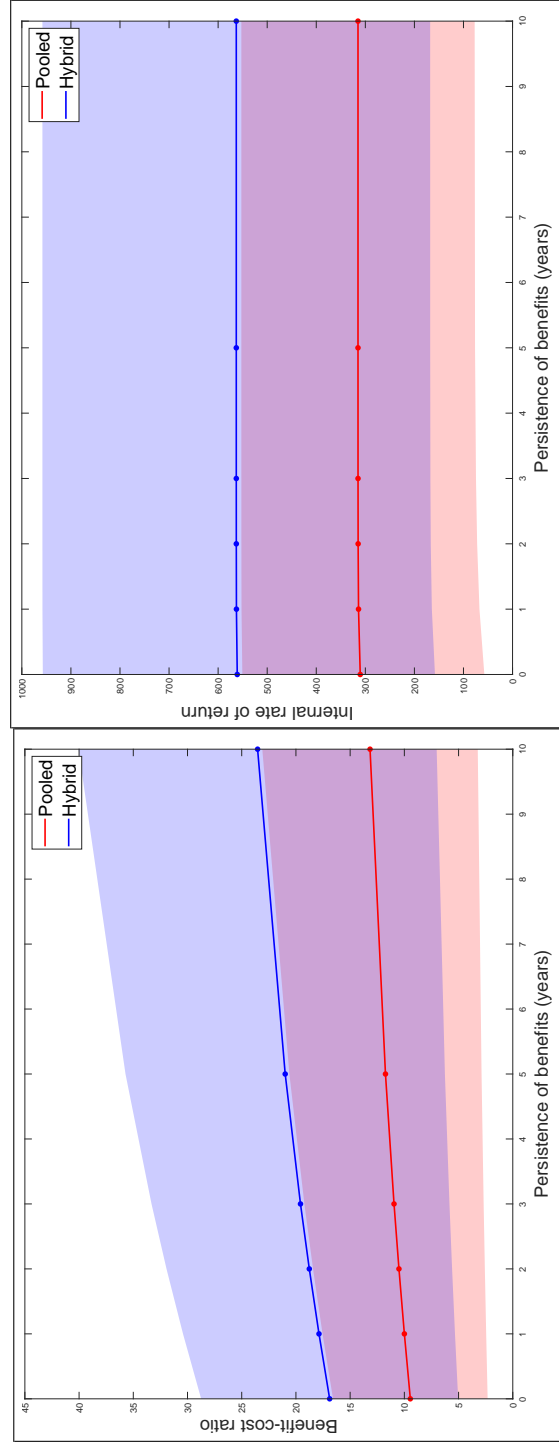 Benefit-cost ratio
45
40
35
30
25
20
15
10
5
0
Pooled
Hybrid
0 1 2 3 4 5 6 7 8 9 10
Persistence of benefits (years)
Internal rate of return
1000
900
800
700
600
500
400
300
200
100
0
Pooled
Hybrid
0 1 2 3 4 5 6 7 8 9 10
Persistence of benefits (years)